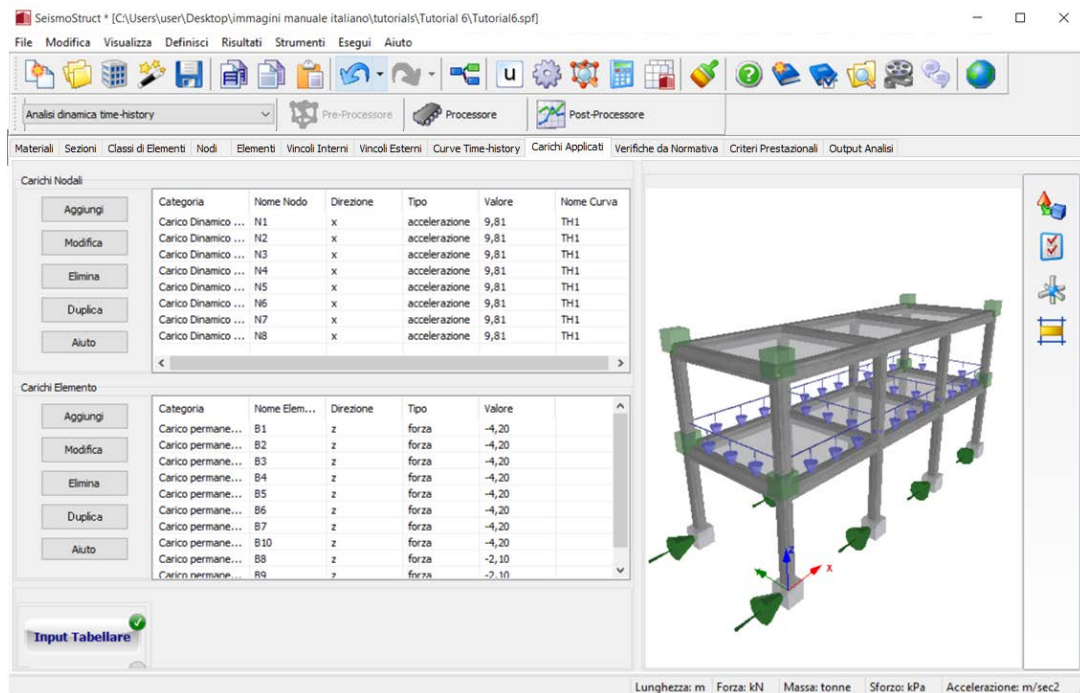 SeismoStruct * [C:\Users\user\Desktop\immagini manuale italiano\tutorials\Tutorial 6\Tutorial6.spf]
File Modifica Visualizza Definisci Risultati Strumenti Esegui Aiuto
u
Analisi dinamica time-history Pre-Processore Processore Post-Processore
Materiali Sezioni Classi di Elementi Nodi Elementi Vincoli Interni Vincoli Esterni Curve Time-history Carichi Applicati Verifiche da Normativa Criteri Prestazionali Output Analisi
Carichi Nodali
Aggiungi
Modifica
Elimina
Duplica
Aiuto
Categoria Nome Nodo Direzione Tipo Valore Nome Curva
Carico Dinamico ... N1 x accelerazione 9,81 TH1
Carico Dinamico ... N2 x accelerazione 9,81 TH1
Carico Dinamico ... N3 x accelerazione 9,81 TH1
Carico Dinamico ... N4 x accelerazione 9,81 TH1
Carico Dinamico ... N5 x accelerazione 9,81 TH1
Carico Dinamico ... N6 x accelerazione 9,81 TH1
Carico Dinamico ... N7 x accelerazione 9,81 TH1
Carico Dinamico ... N8 x accelerazione 9,81 TH1
Carichi Elemento
Aggiungi
Modifica
Elimina
Duplica
Aiuto
Categoria Nome Elem... Direzione Tipo Valore
Carico permane... B1 z forza -4,20
Carico permane... B2 z forza -4,20
Carico permane... B3 z forza -4,20
Carico permane... B4 z forza -4,20
Carico permane... B5 z forza -4,20
Carico permane... B6 z forza -4,20
Carico permane... B7 z forza -4,20
Carico permane... B10 z forza -4,20
Carico permane... B8 z forza -2,10
Carico permane... B9 z forza -2,10
Input Tabellare
z
x
Lunghezza: m Forza: kN Massa: tonne Sforzo: kPa Accelerazione: m/sec2